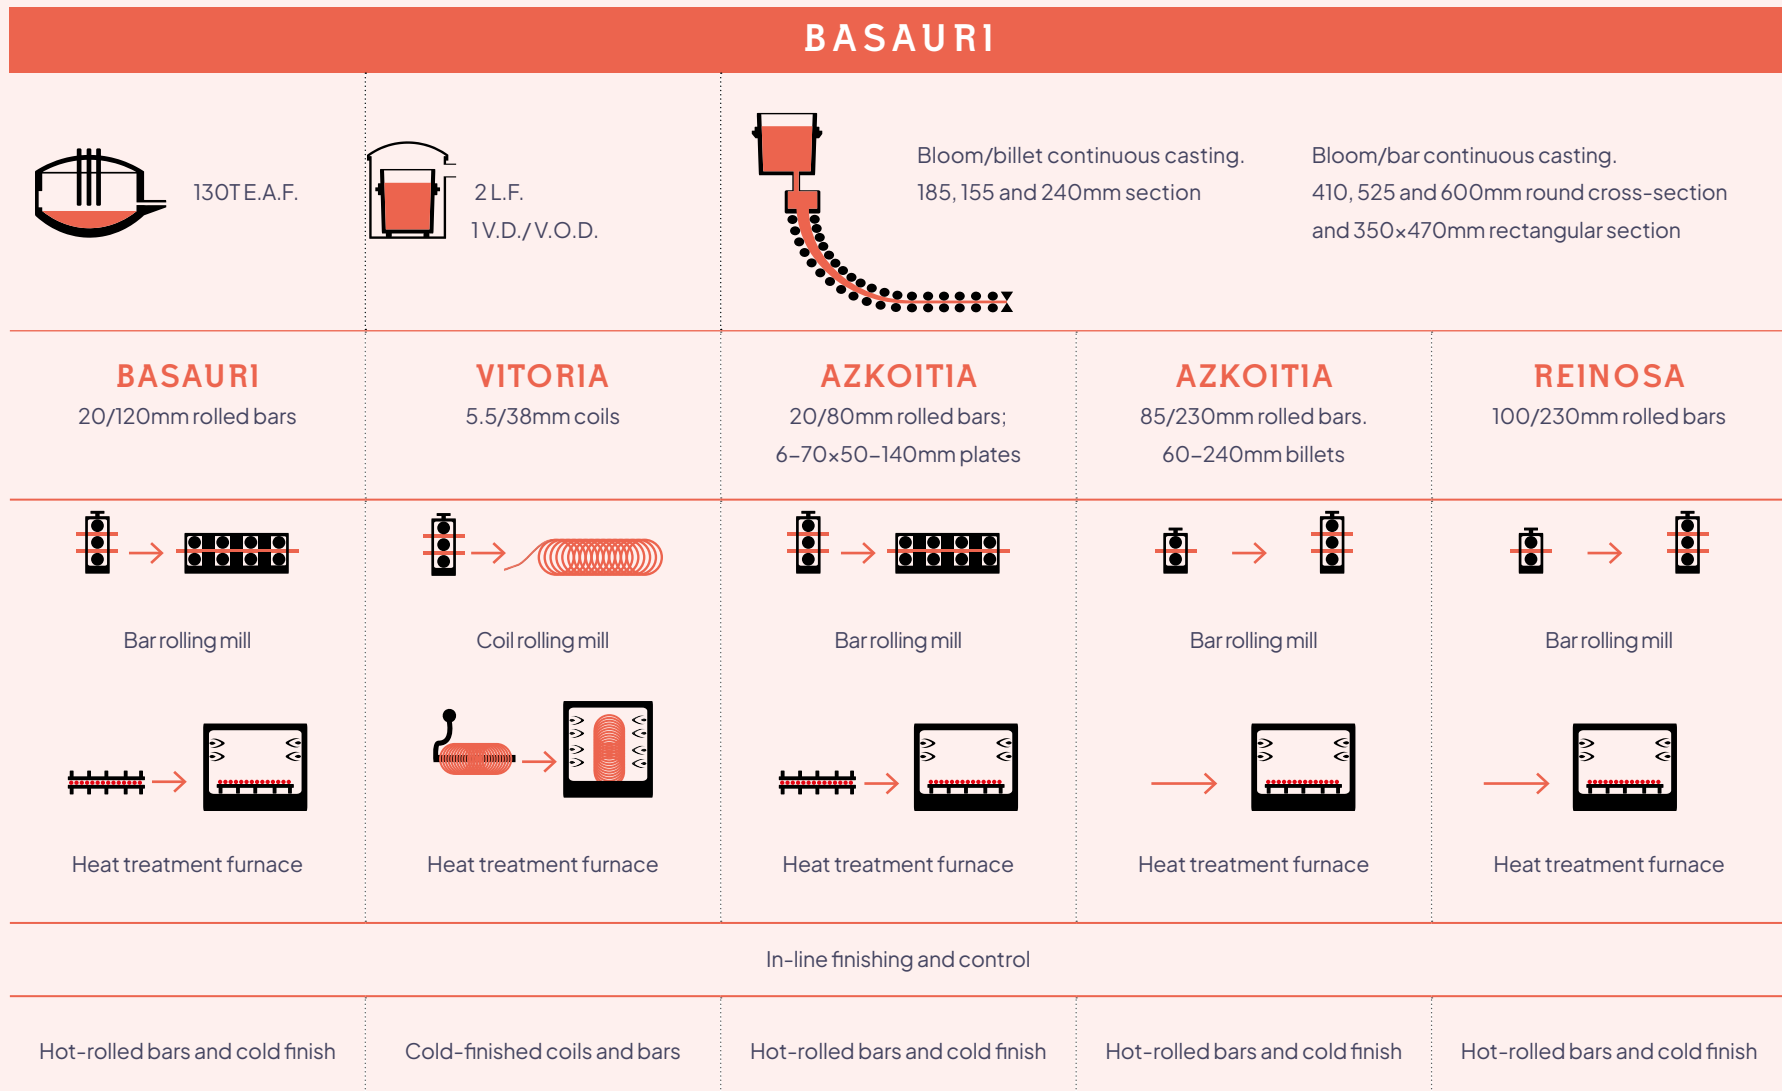 BASAURI
130T E.A.F.
2 L.F.
1 V.D./ V.O.D.
Bloom/billet continuous casting.
185, 155 and 240mm section
Bloom/bar continuous casting.
410, 525 and 600mm round cross-section
and 350×470mm rectangular section
BASAURI
20/120mm rolled bars
VITORIA
5.5/38mm coils
AZKOITIA
20/80mm rolled bars;
6–70×50–140mm plates
AZKOITIA
85/230mm rolled bars.
60–240mm billets
REINOSA
100/230mm rolled bars
Bar rolling mill
Coil rolling mill
Bar rolling mill
Bar rolling mill
Bar rolling mill
Heat treatment furnace
Heat treatment furnace
Heat treatment furnace
Heat treatment furnace
Heat treatment furnace
In-line finishing and control
Hot-rolled bars and cold finish
Cold-finished coils and bars
Hot-rolled bars and cold finish
Hot-rolled bars and cold finish
Hot-rolled bars and cold finish